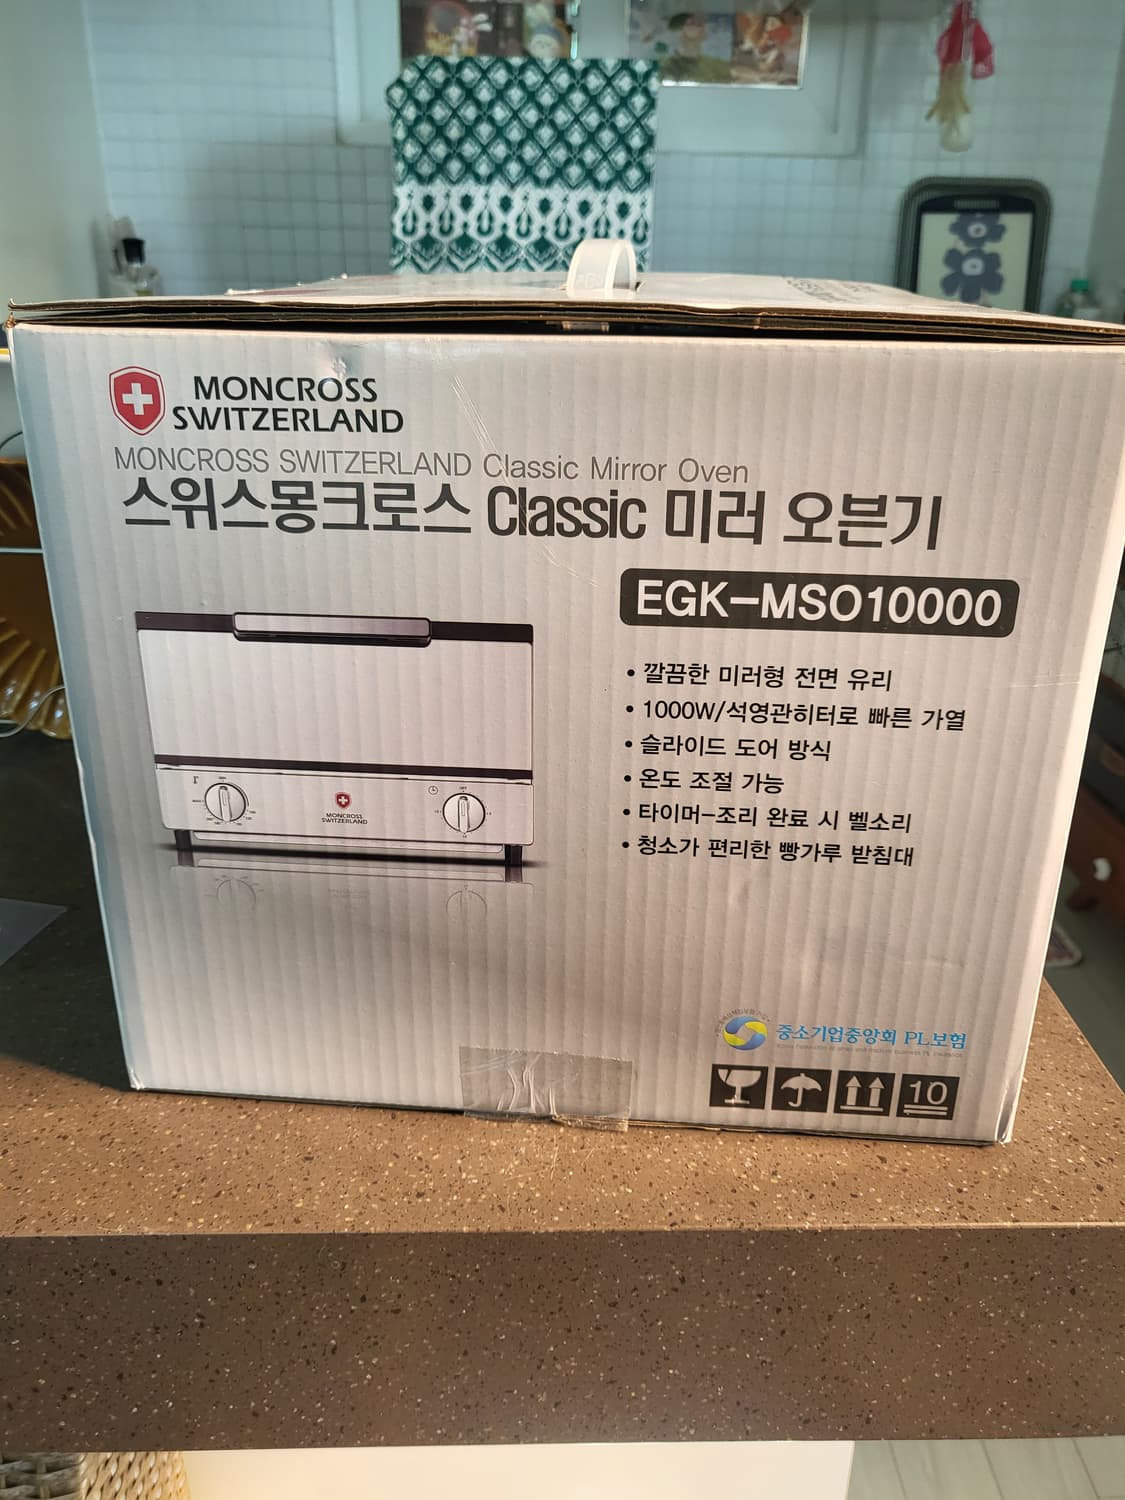 MONCROSS
SWITZERLAND
MONCROSS SWITZERLAND Classic Mirror Oven
스위스몽크로스 Classic 미러 오븐기
EGK-MSO10000
• 깔끔한 미러형 전면 유리
• 1000W/석영관히터로 빠른 가열
• 슬라이드 도어 방식
• 온도 조절 가능
• 타이머-조리 완료 시 벨소리
• 청소가 편리한 빵가루 받침대
MONCROSS
SWITZERLAND
중소기업중앙회 PL보험
10